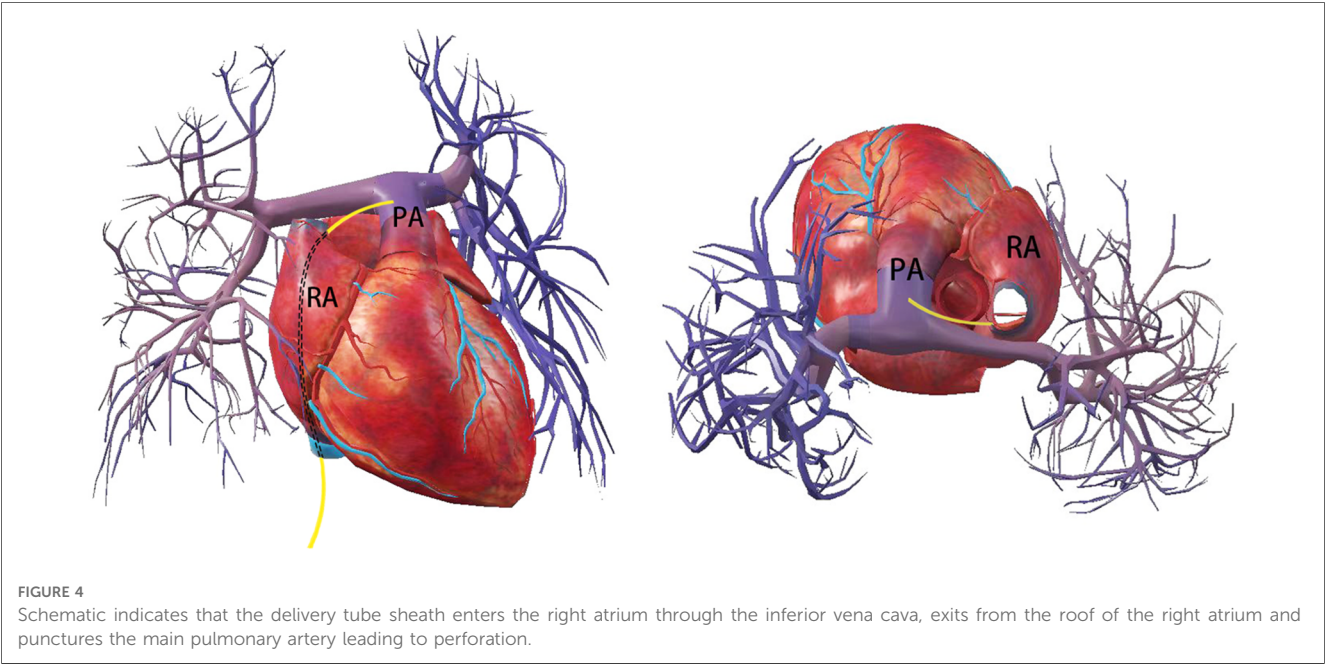 PA
RA
PA
RA
FIGURE 4
Schematic indicates that the delivery tube sheath enters the right atrium through the inferior vena cava, exits from the roof of the right atrium and
punctures the main pulmonary artery leading to perforation.